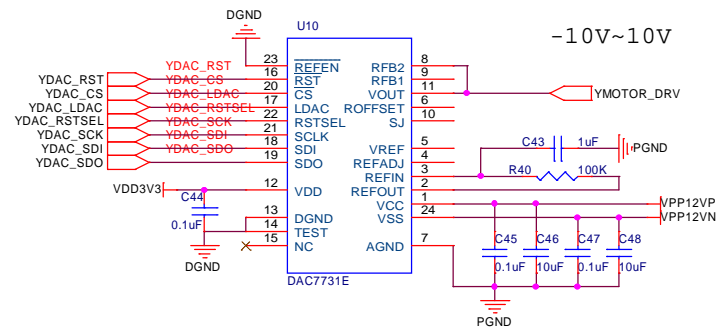 DGND
U10
-10V~10V
YDAC_RST
YDAC_CS
YDAC_LDAC
YDAC_RSTSEL
YDAC_SCK
YDAC_SDI
YDAC_SDO
YDAC_RST
YDAC_CS
YDAC_LDAC
YDAC_RSTSEL
YDAC_SCK
YDAC_SDI
YDAC_SDO
23 REFEN
16 RST
20 CS
17 LDAC
22 RSTSEL
21 SCLK
18 SDI
19 SDO
12 VDD
13 DGND
14 TEST
15 NC
RFB2 8
RFB1 9
VOUT 11
ROFFSET 6
SJ 10
VREF 5
REFADJ 4
REFIN 3
REFOUT 2
VCC 1
VSS 24
AGND 7
YMOTOR_DRV
C43 1uF
PGND
R40 100K
VPP12VP
VPP12VN
VDD3V3
C44
0.1uF
DGND
C45 C46 C47 C48
0.1uF 10uF 0.1uF 10uF
DAC7731E
PGND